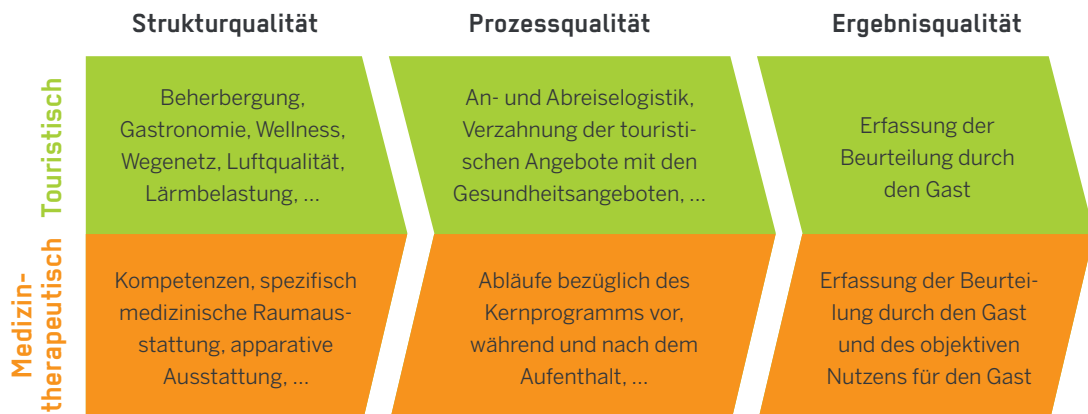 Strukturqualität
Prozessqualität
Ergebnisqualität
Touristisch
Beherbergung,
Gastronomie, Wellness,
Wegenetz, Luftqualität,
Lärmbelastung, ...
An- und Abreiselogistik,
Verzahnung der touristi-
schen Angebote mit den
Gesundheitsangeboten, ...
Erfassung der
Beurteilung durch
den Gast
Medizin-
therapeutisch
Kompetenzen, spezifisch
medizinische Raumaus-
stattung, apparative
Ausstattung, ...
Abläufe bezüglich des
Kernprogramms vor,
während und nach dem
Aufenthalt, ...
Erfassung der Beurtei-
lung durch den Gast
und des objektiven
Nutzens für den Gast